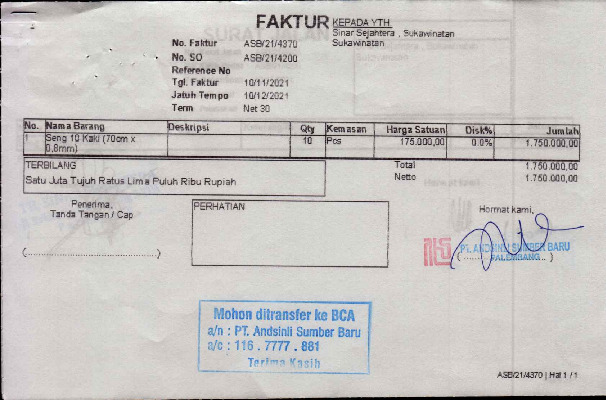 FAKTUR
KEPADA YTH
Sinar Sejahtera , Sukawinatan
Sukawinatan
No. Faktur ASB/21/4370
No. SO ASB/21/4200
Reference No
Tgl. Faktur 10/11/2021
Jatuh Tempo 10/12/2021
Term Net 30
No. Nama Barang Deskripsi Qty Kemasan Harga Satuan Disk% Jumlah
1 Seng 10 Kaki (70cm x 10 Pcs 175.000,00 0.0% 1.750.000,00
0,8mm)
TERBILANG
Satu Juta Tujuh Ratus Lima Puluh Ribu Rupiah
Total 1.750.000,00
Netto 1.750.000,00
Penerima,
Tanda Tangan / Cap
(........................................)
PERHATIAN
Hormat kami,
PT. ANDSINLI SUMBER BARU
PALEMBANG
Mohon ditransfer ke BCA
a/n : PT. Andsinli Sumber Baru
a/c : 116 . 7777 . 881
Terima Kasih
ASB/21/4370 | Hal 1 / 1